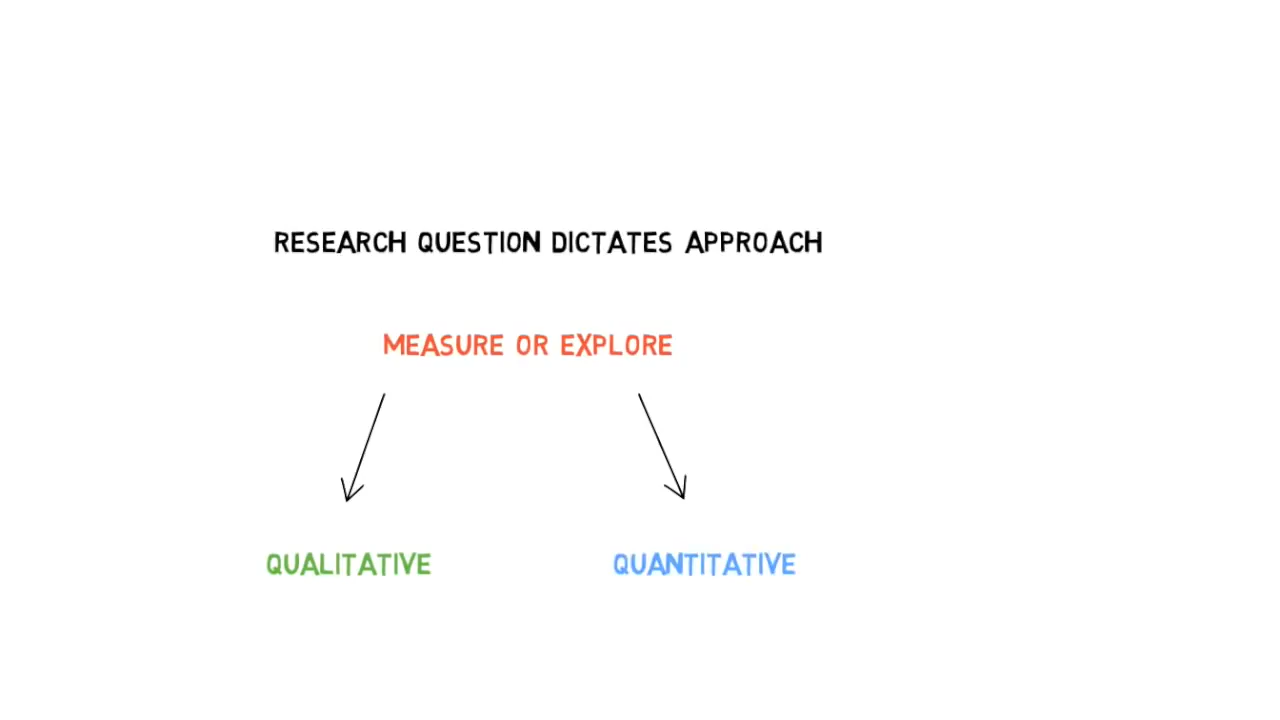 RESEARCH QUESTION DICTATES APPROACH
MEASURE OR EXPLORE
QUALITATIVE
QUANTITATIVE